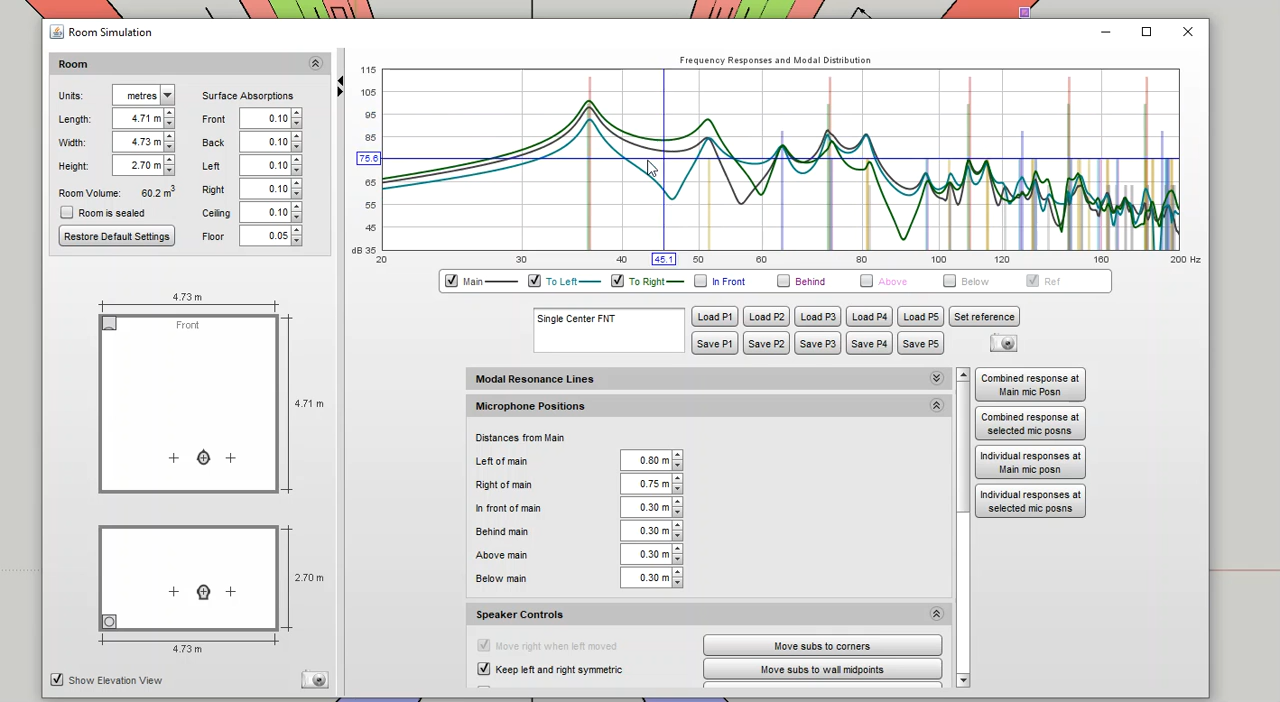 Room Simulation
Room
Units: metres
Length: 4.71 m
Width: 4.73 m
Height: 2.70 m
Room Volume: 60.2 m³
Room is sealed
Restore Default Settings
Surface Absorptions
Front 0.10
Back 0.10
Left 0.10
Right 0.10
Ceiling 0.10
Floor 0.05
4.73 m
Front
4.71 m
2.70 m
4.73 m
Show Elevation View
Frequency Responses and Modal Distribution
115
105
95
85
75.6
65
55
45
dB 35
20 30 40 45.1 50 60 80 100 120 160 200 Hz
Main To Left To Right In Front Behind Above Below Ref
Single Center FNT
Load P1 Load P2 Load P3 Load P4 Load P5 Set reference
Save P1 Save P2 Save P3 Save P4 Save P5
Modal Resonance Lines
Microphone Positions
Distances from Main
Left of main 0.80 m
Right of main 0.75 m
In front of main 0.30 m
Behind main 0.30 m
Above main 0.30 m
Below main 0.30 m
Speaker Controls
Move right when left moved
Keep left and right symmetric
Move subs to corners
Move subs to wall midpoints
Combined response at
Main mic Posn
Combined response at
selected mic posns
Individual responses at
Main mic posn
Individual responses at
selected mic posns